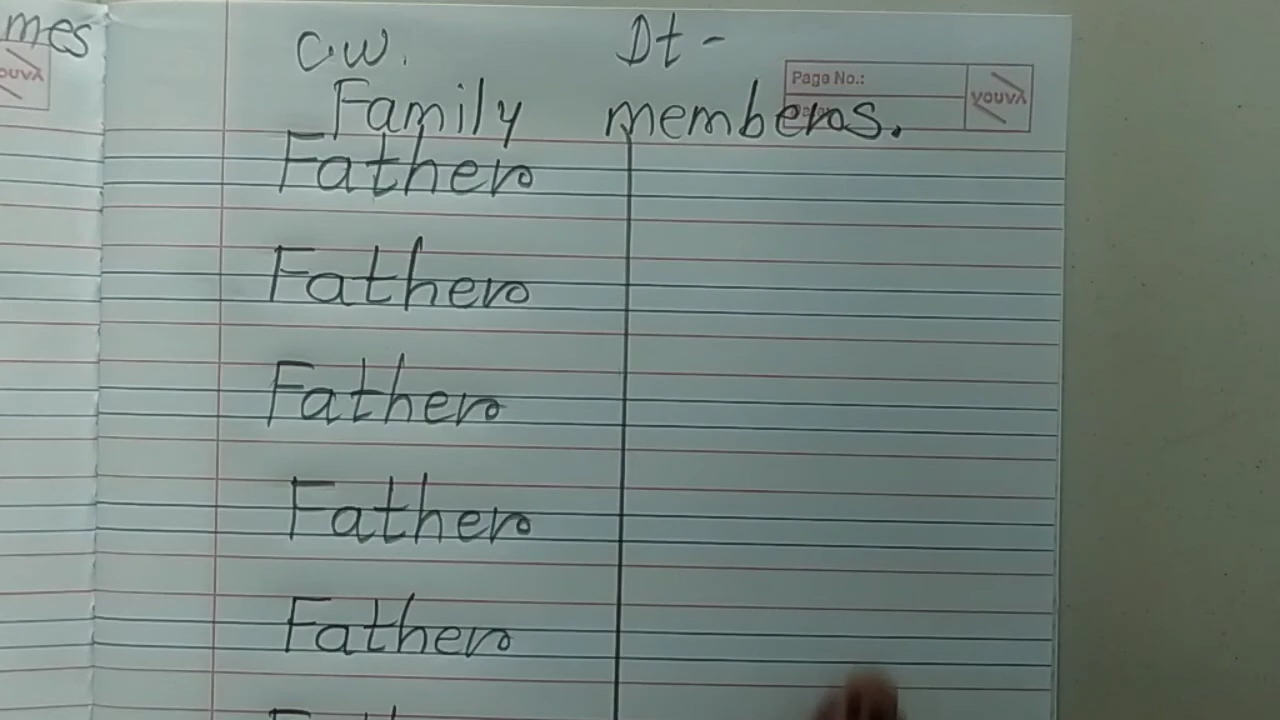 mes
C.W. Dt -
Page No.:
YOUVA
YOUVA
Family members.
Father
Father
Father
Father
Father